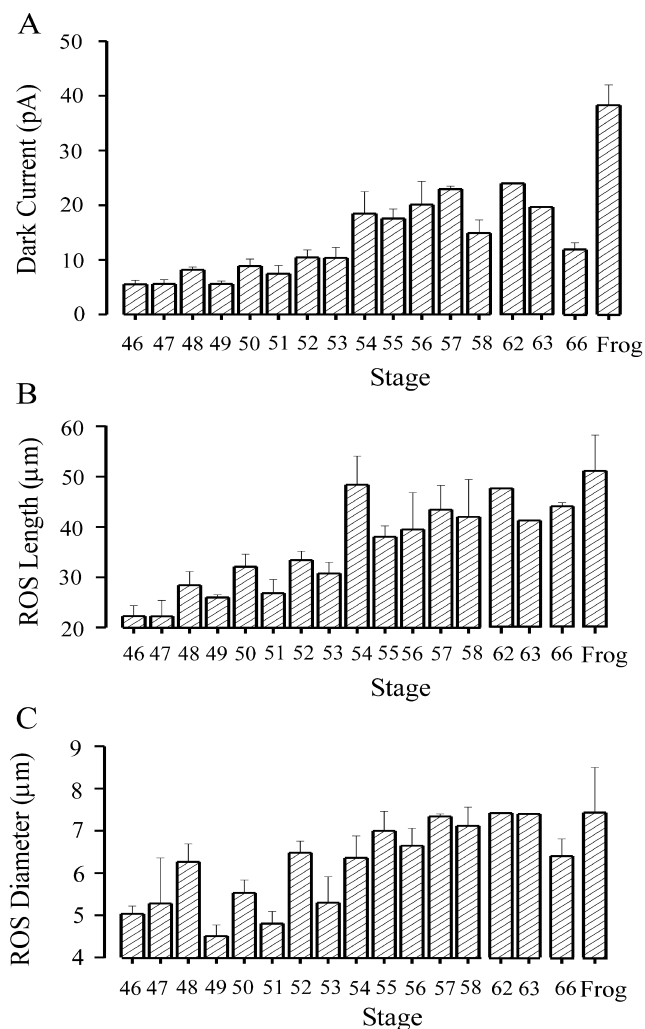 A
50
40
30
20
10
0
Dark Current (pA)
46 47 48 49 50 51 52 53 54 55 56 57 58 62 63 66 Frog
Stage
B
60
50
40
30
20
ROS Length (μm)
46 47 48 49 50 51 52 53 54 55 56 57 58 62 63 66 Frog
Stage
C
9
8
7
6
5
4
ROS Diameter (μm)
46 47 48 49 50 51 52 53 54 55 56 57 58 62 63 66 Frog
Stage